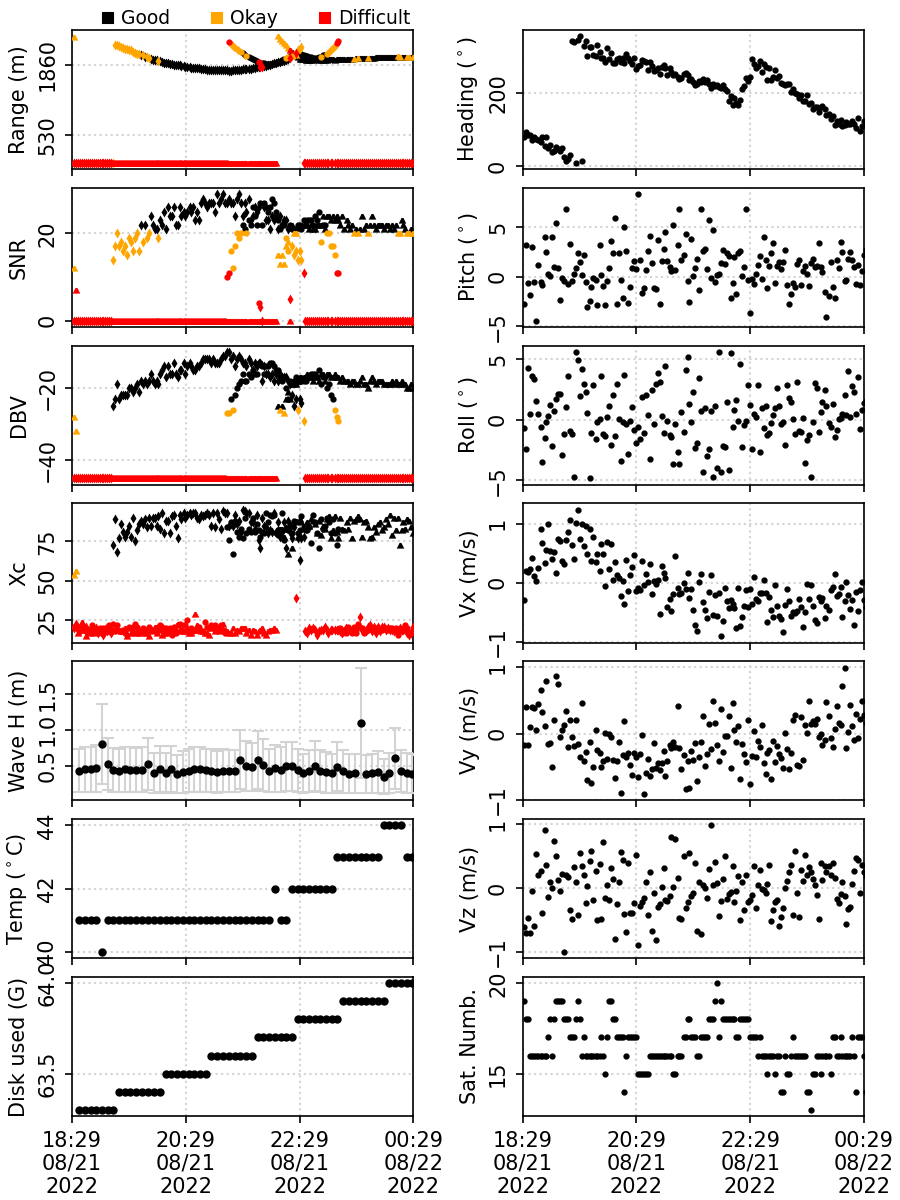 Good Okay Difficult
Range (m)
1860
530
Heading (°)
200
0
SNR
20
0
Pitch (°)
5
0
−5
DBV
−20
−40
Roll (°)
5
0
−5
Xc
75
50
25
Vx (m/s)
1
0
−1
Wave H (m)
1.5
1.0
0.5
Vy (m/s)
1
0
−1
Temp (°C)
44
42
40
Vz (m/s)
1
0
−1
Disk used (G)
64.0
63.5
Sat. Numb.
20
15
18:29 20:29 22:29 00:29
08/21 08/21 08/21 08/22
2022 2022 2022 2022
18:29 20:29 22:29 00:29
08/21 08/21 08/21 08/22
2022 2022 2022 2022